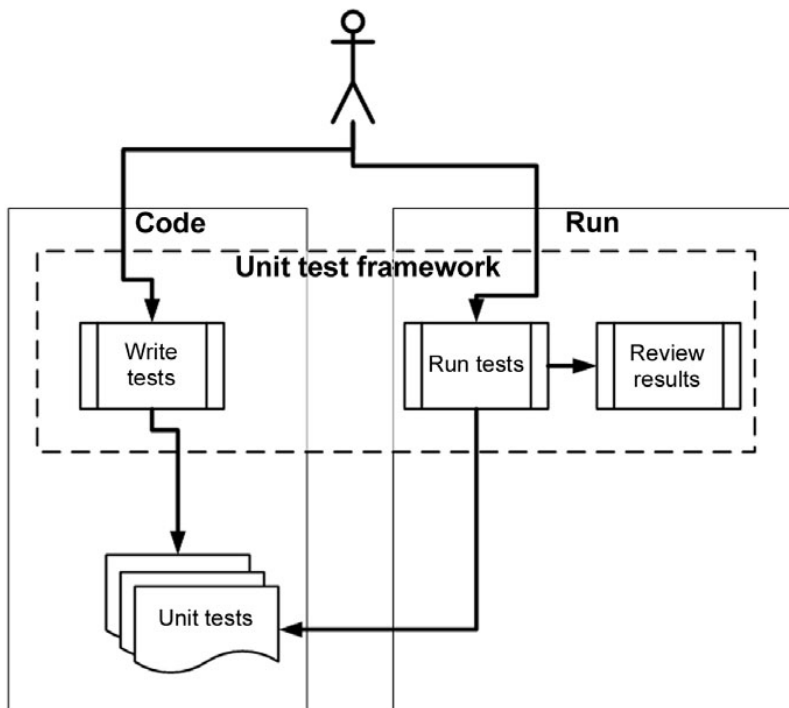 Code
Run
Unit test framework
Write
tests
Run tests
Review
results
Unit tests